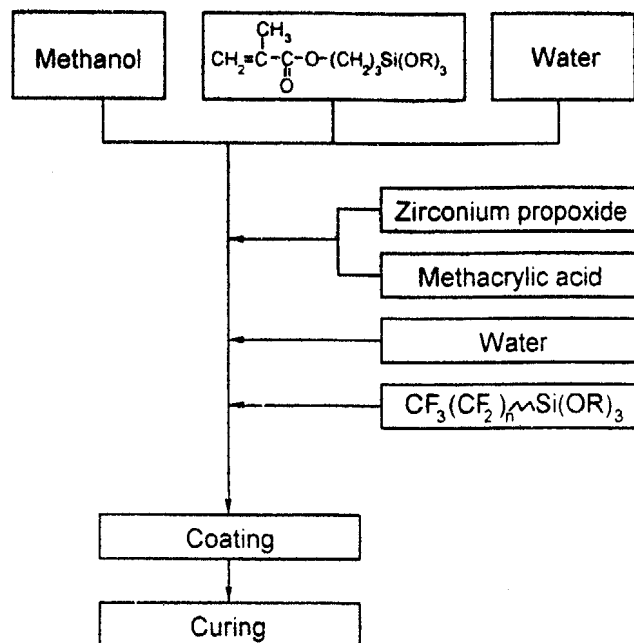 Methanol
CH₃
CH₂=C-C-O-(CH₂)₃Si(OR)₃
O
Water
Zirconium propoxide
Methacrylic acid
Water
CF₃(CF₂)ₙ Si(OR)₃
Coating
Curing